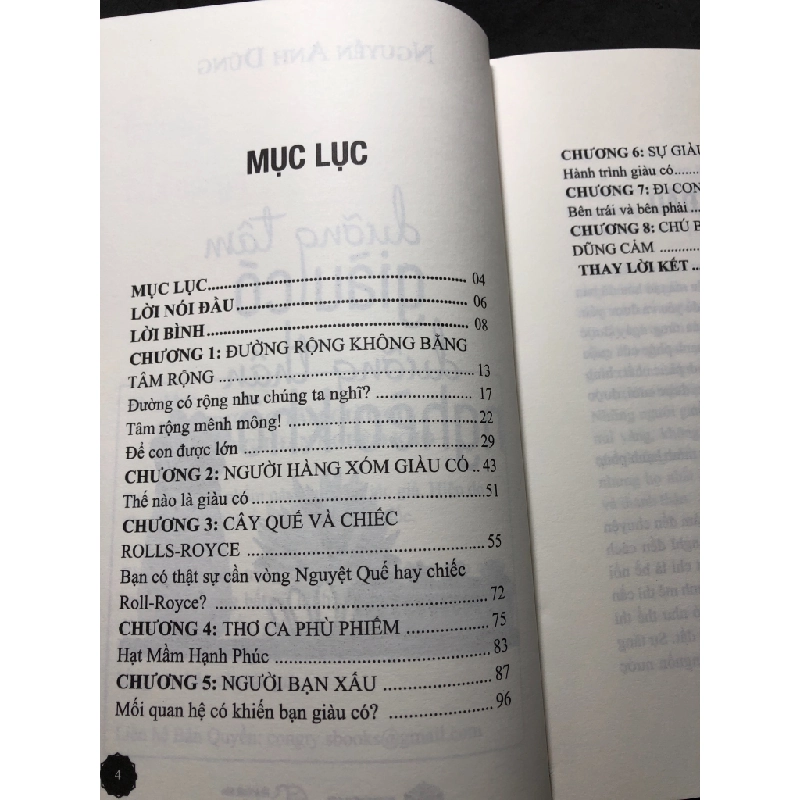 MỤC LỤC
MỤC LỤC........................................ 04
LỜI NÓI ĐẦU........................................ 06
LỜI BÌNH........................................ 08
CHƯƠNG 1: ĐƯỜNG RỘNG KHÔNG BẰNG
TÂM RỘNG ........................................ 13
Đường có rộng như chúng ta nghĩ? ................ 17
Tâm rộng mênh mông! ................................ 22
Để con được lớn ................................ 29
CHƯƠNG 2: NGƯỜI HÀNG XÓM GIÀU CÓ .. 43
Thế nào là giàu có ................................ 51
CHƯƠNG 3: CÂY QUẾ VÀ CHIẾC
ROLLS-ROYCE ................................ 55
Bạn có thật sự cần vòng Nguyệt Quế hay chiếc
Roll-Royce? ................................ 72
CHƯƠNG 4: THƠ CA PHÙ PHIẾM ................ 75
Hạt Mầm Hạnh Phúc ................................ 83
CHƯƠNG 5: NGƯỜI BẠN XẤU ................ 87
Mối quan hệ có khiến bạn giàu có? ................ 96
4
CHƯƠNG 6: SỰ GIÀU
Hành trình giàu có........
CHƯƠNG 7: ĐI CON
Bên trái và bên phải ...
CHƯƠNG 8: CHÚ B
DŨNG CẢM ............
THAY LỜI KẾT ...